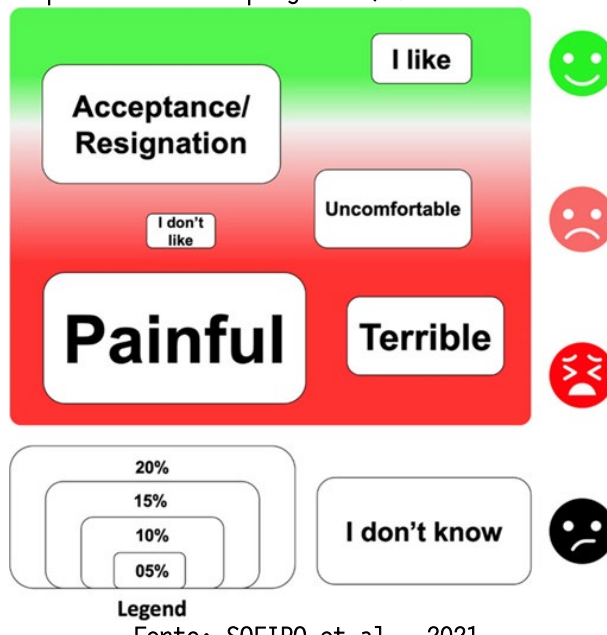 I like
Acceptance/
Resignation
Uncomfortable
I don't
like
Painful
Terrible
20%
15%
10%
05%
I don't know
Legend